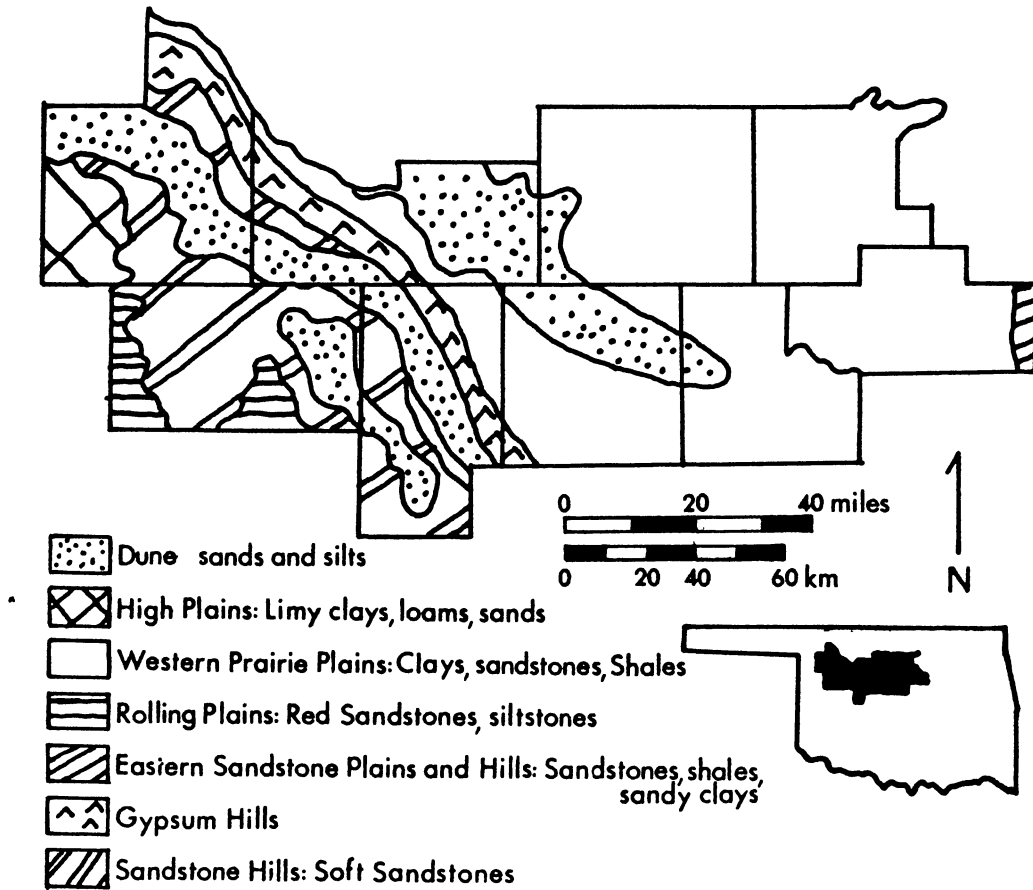 0 20 40 miles
0 20 40 60 km
N
Dune sands and silts
High Plains: Limy clays, loams, sands
Western Prairie Plains: Clays, sandstones, Shales
Rolling Plains: Red Sandstones, siltstones
Eastern Sandstone Plains and Hills: Sandstones, shales,
sandy clays
Gypsum Hills
Sandstone Hills: Soft Sandstones